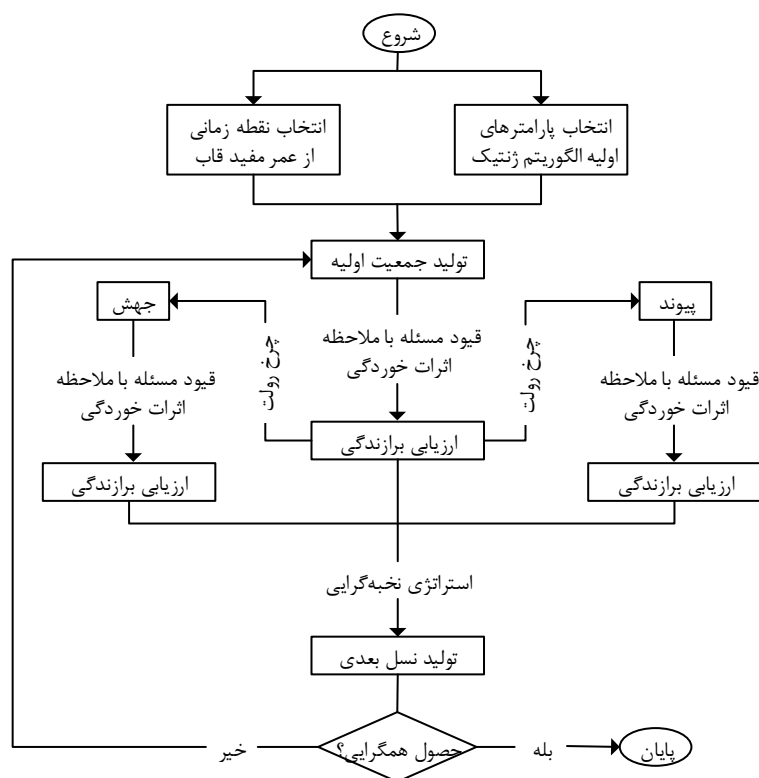 شروع
انتخاب پارامترهای
اولیه الگوریتم ژنتیک
انتخاب نقطه زمانی
از عمر مفید قاب
تولید جمعیت اولیه
پیوند
جهش
چرخ رولت
چرخ رولت
قیود مسئله با ملاحظه
اثرات خوردگی
قیود مسئله با ملاحظه
اثرات خوردگی
قیود مسئله با ملاحظه
اثرات خوردگی
ارزیابی برازندگی
ارزیابی برازندگی
ارزیابی برازندگی
استراتژی نخبه‌گرایی
تولید نسل بعدی
حصول همگرایی؟
بله
پایان
خیر